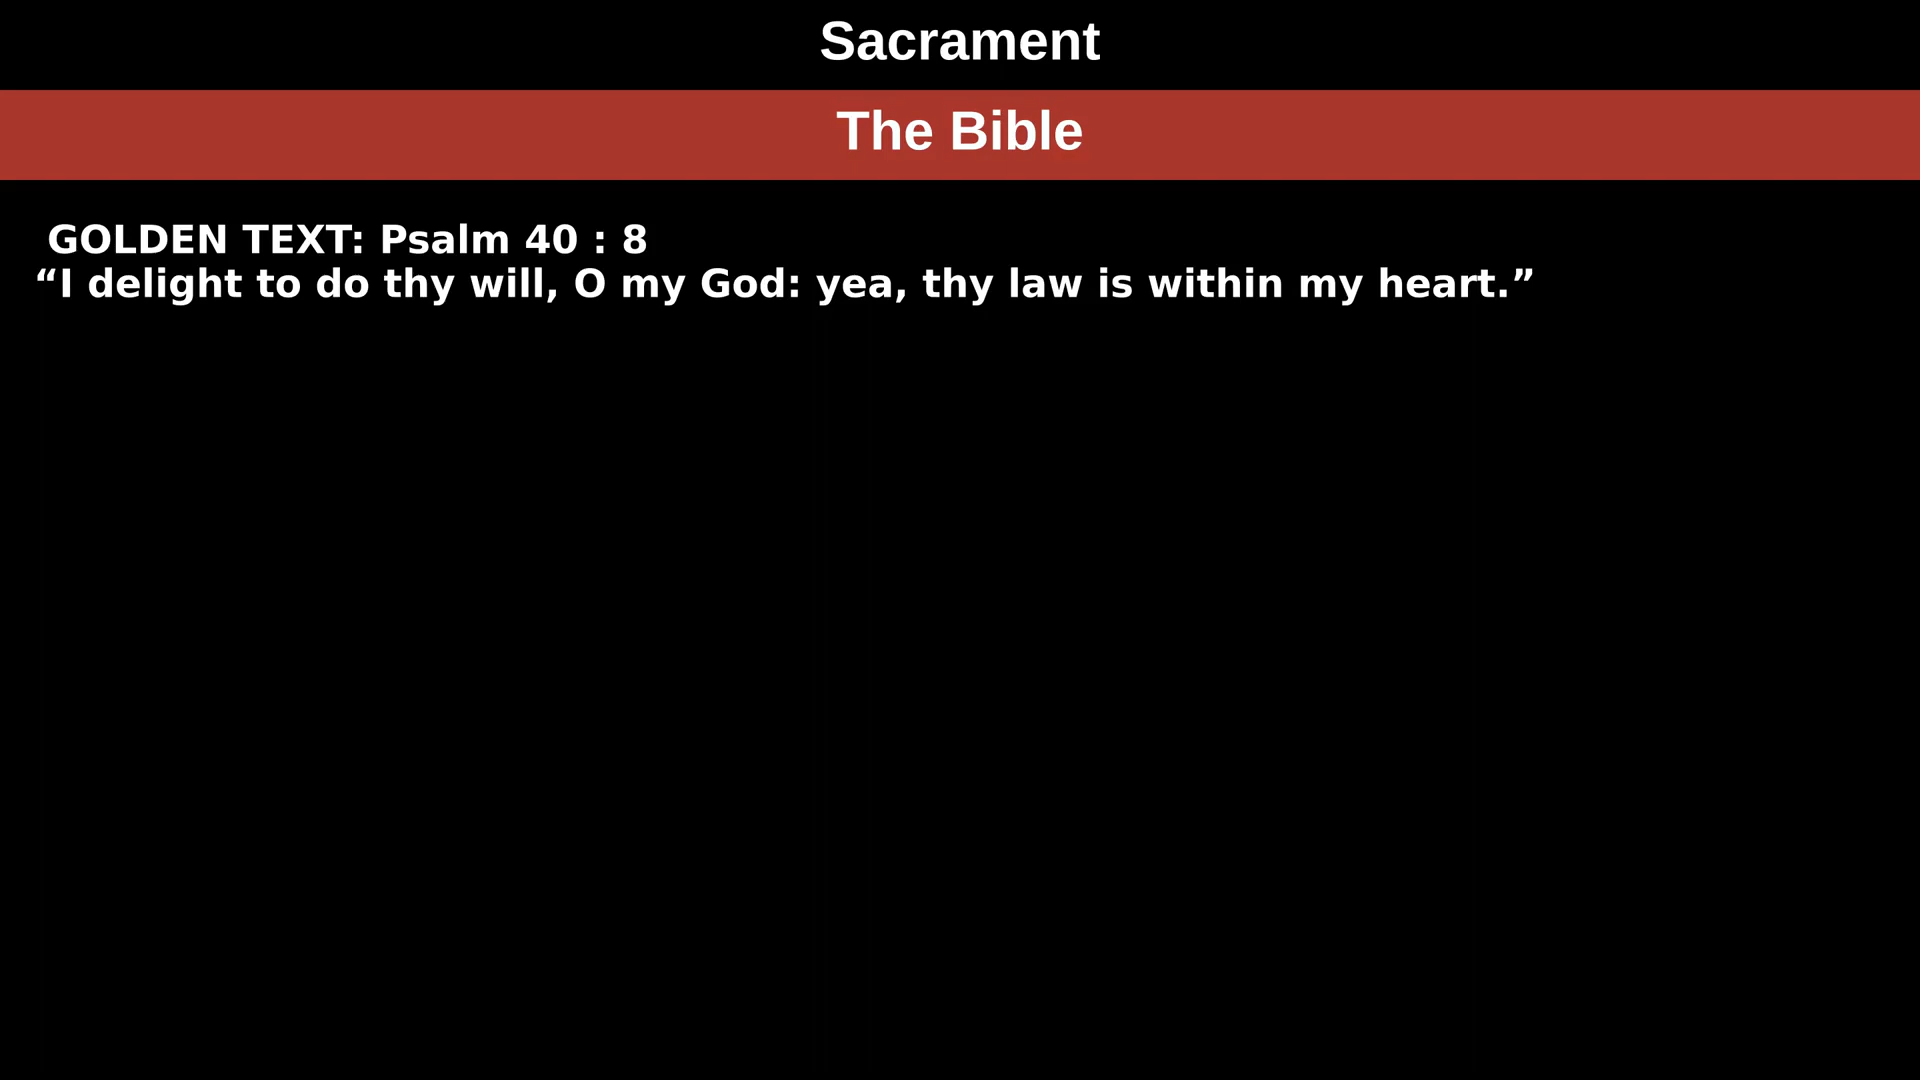 Sacrament
The Bible
GOLDEN TEXT: Psalm 40 : 8
“I delight to do thy will, O my God: yea, thy law is within my heart.”